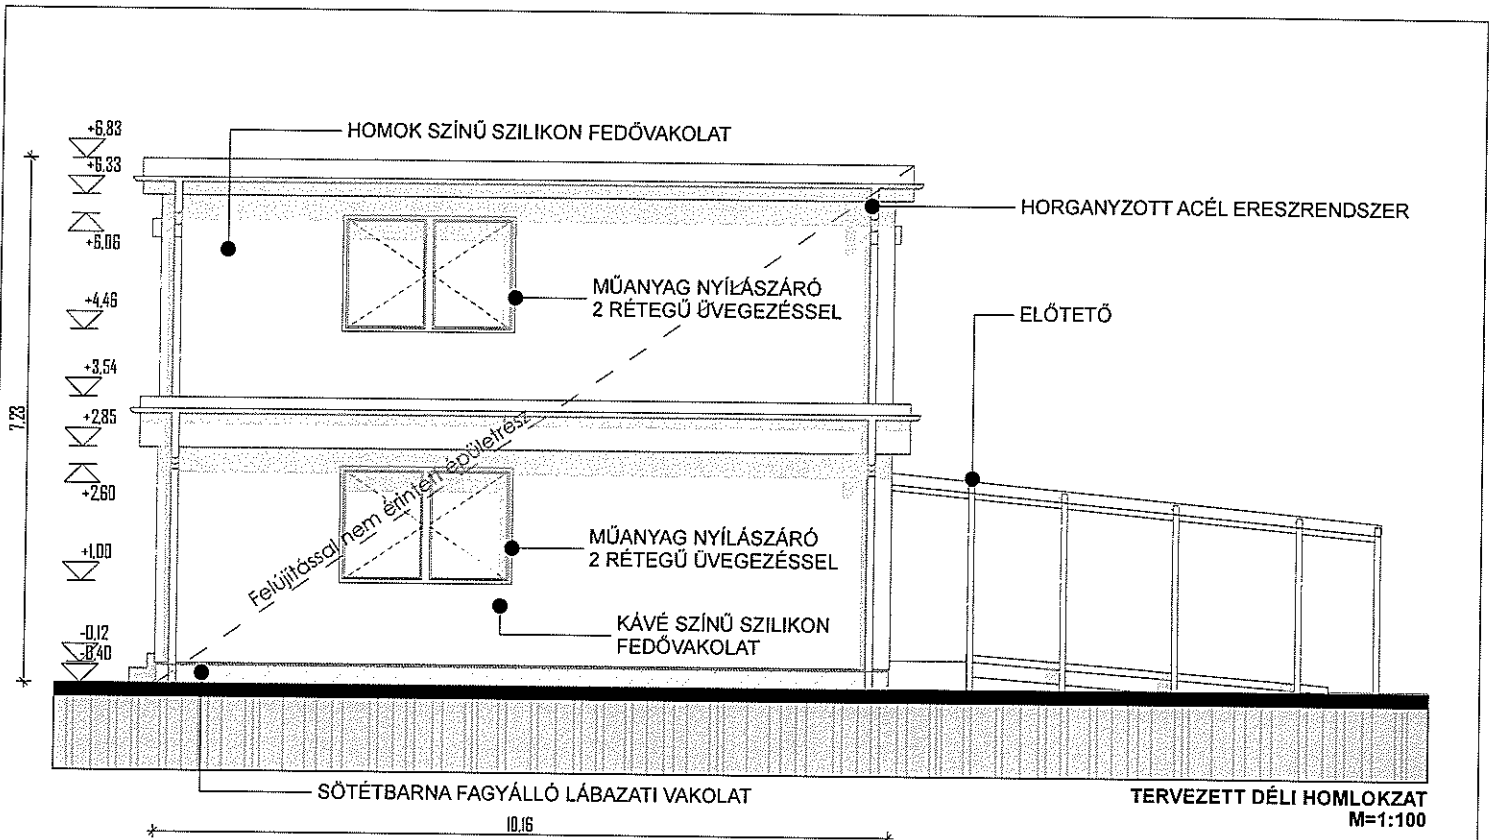 +6,83
HOMOK SZÍNŰ SZILIKON FEDŐVAKOLAT
+6,33
HORGANYZOTT ACÉL ERESZRENDSZER
+6,06
MŰANYAG NYÍLÁSZÁRÓ
2 RÉTEGŰ ÜVEGEZÉSSEL
+4,46
ELŐTETŐ
+3,54
+2,85
7,23
Felújítással nem érintett épületrész
+2,60
MŰANYAG NYÍLÁSZÁRÓ
2 RÉTEGŰ ÜVEGEZÉSSEL
+1,00
KÁVÉ SZÍNŰ SZILIKON
FEDŐVAKOLAT
-0,12
-0,40
SÖTÉTBARNA FAGYÁLLÓ LÁBAZATI VAKOLAT
TERVEZETT DÉLI HOMLOKZAT
M=1:100
10,16